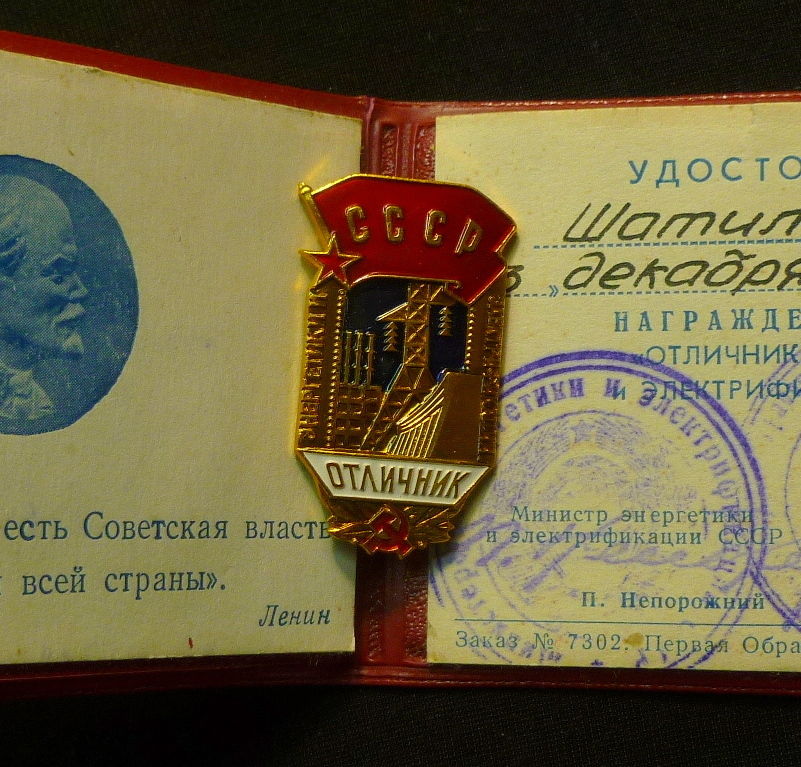 есть Советская власть
всей страны».
Ленин
СССР
ЭНЕРГЕТИКИ И
ОТЛИЧНИК
УДОСТО
Шатил
» декабря
НАГРАЖДЕ
«ОТЛИЧНИК
и ЭЛЕКТРИФИ
Министр энергетики
и электрификации СССР
П. Непорожний
Заказ № 7302. Первая Обра